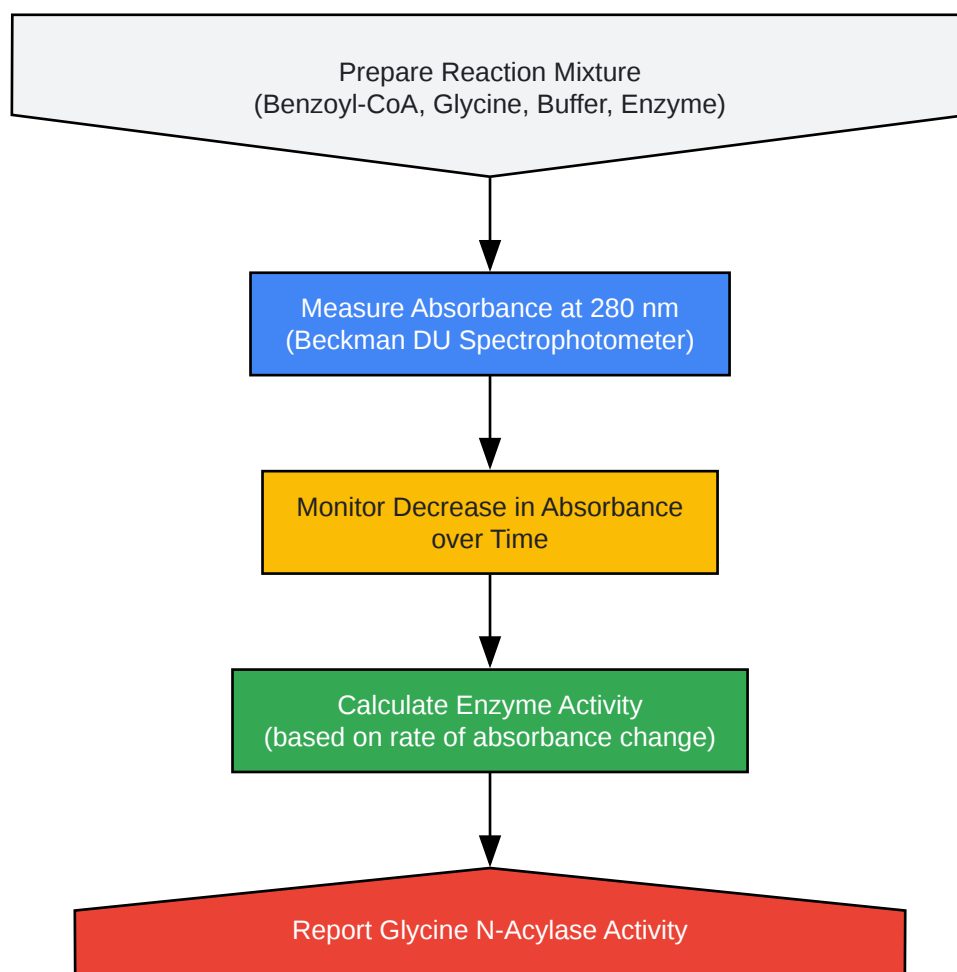 Prepare Reaction Mixture
(Benzoyl-CoA, Glycine, Buffer, Enzyme)
Measure Absorbance at 280 nm
(Beckman DU Spectrophotometer)
Monitor Decrease in Absorbance
over Time
Calculate Enzyme Activity
(based on rate of absorbance change)
Report Glycine N-Acylase Activity